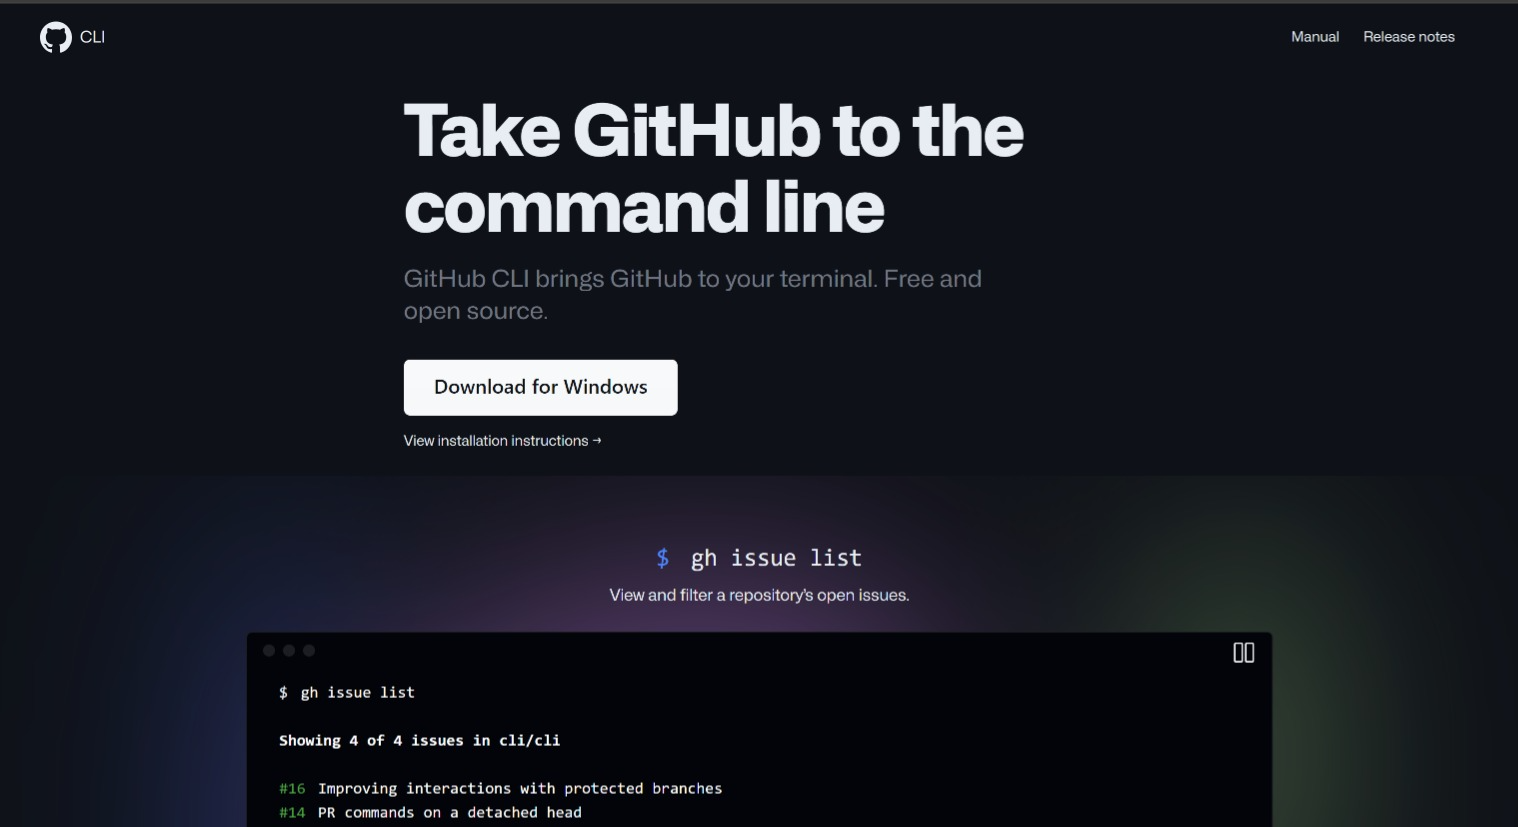 CLI
Manual
Release notes
Take GitHub to the
command line
GitHub CLI brings GitHub to your terminal. Free and
open source.
Download for Windows
View installation instructions →
$ gh issue list
View and filter a repository's open issues.
$ gh issue list
Showing 4 of 4 issues in cli/cli
#16 Improving interactions with protected branches
#14 PR commands on a detached head